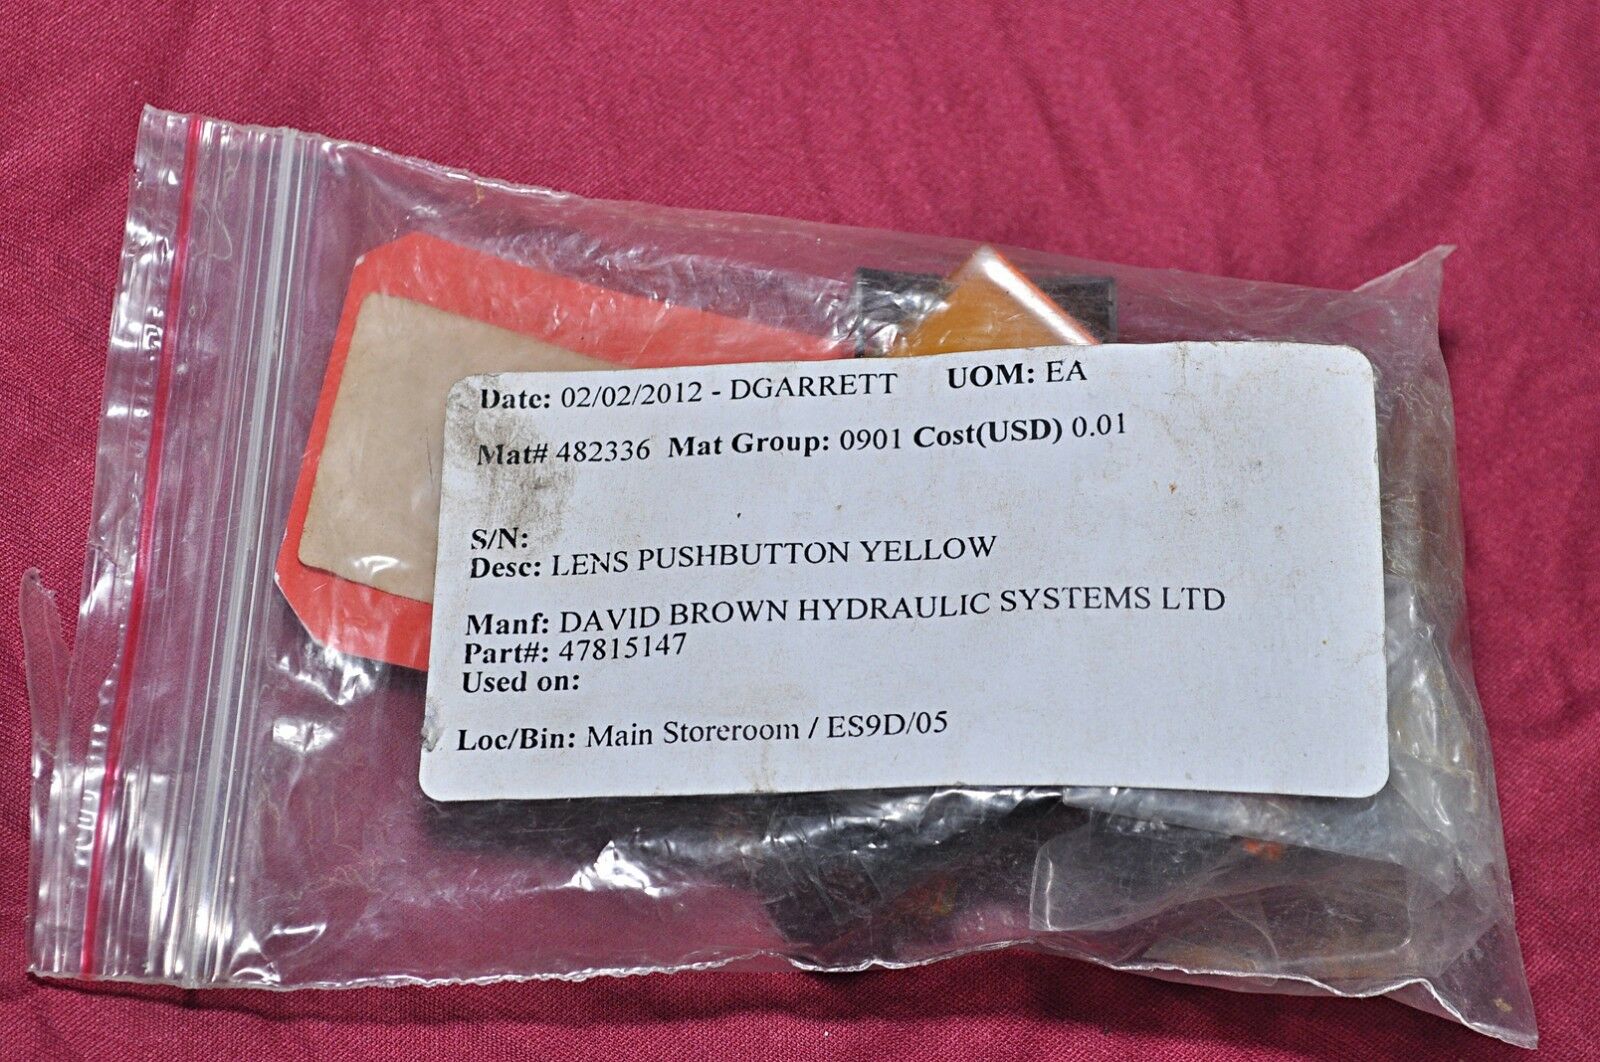 Date: 02/02/2012 - DGARRETT UOM: EA
Mat# 482336 Mat Group: 0901 Cost(USD) 0.01
S/N:
Desc: LENS PUSHBUTTON YELLOW
Manf: DAVID BROWN HYDRAULIC SYSTEMS LTD
Part#: 47815147
Used on:
Loc/Bin: Main Storeroom / ES9D/05